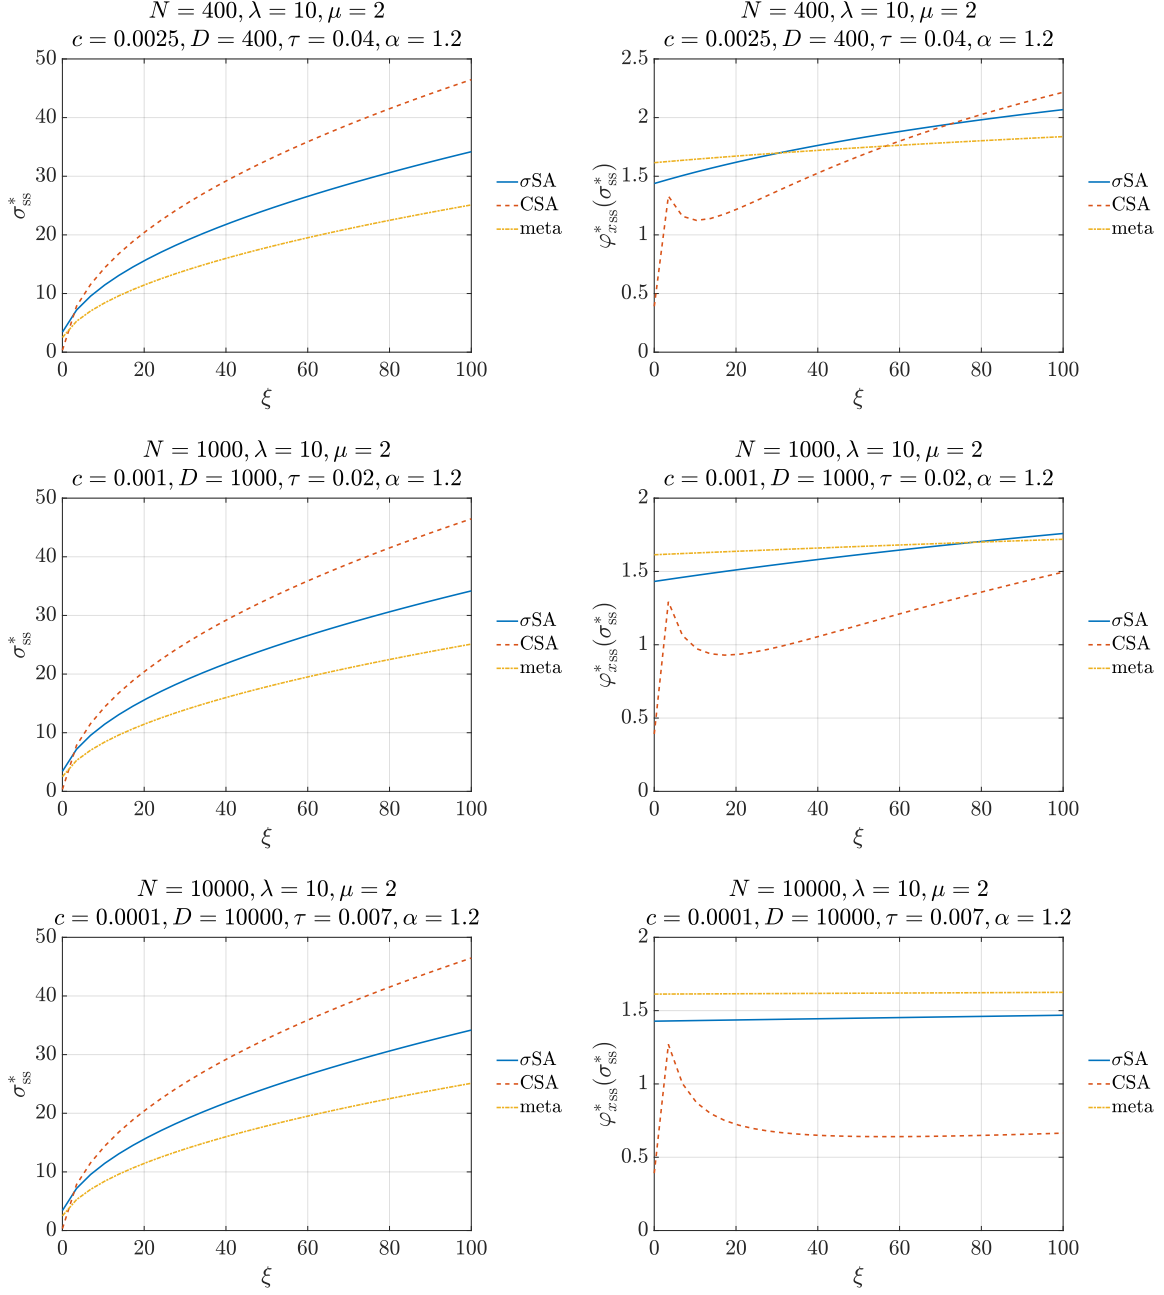 N = 400, λ = 10, μ = 2
c = 0.0025, D = 400, τ = 0.04, α = 1.2
50
40
30
20
10
0
σ*ss
0 20 40 60 80 100
ξ
σSA
CSA
meta
N = 400, λ = 10, μ = 2
c = 0.0025, D = 400, τ = 0.04, α = 1.2
2.5
2
1.5
1
0.5
0
φ*xss(σ*ss)
0 20 40 60 80 100
ξ
σSA
CSA
meta
N = 1000, λ = 10, μ = 2
c = 0.001, D = 1000, τ = 0.02, α = 1.2
50
40
30
20
10
0
σ*ss
0 20 40 60 80 100
ξ
σSA
CSA
meta
N = 1000, λ = 10, μ = 2
c = 0.001, D = 1000, τ = 0.02, α = 1.2
2
1.5
1
0.5
0
φ*xss(σ*ss)
0 20 40 60 80 100
ξ
σSA
CSA
meta
N = 10000, λ = 10, μ = 2
c = 0.0001, D = 10000, τ = 0.007, α = 1.2
50
40
30
20
10
0
σ*ss
0 20 40 60 80 100
ξ
σSA
CSA
meta
N = 10000, λ = 10, μ = 2
c = 0.0001, D = 10000, τ = 0.007, α = 1.2
2
1.5
1
0.5
0
φ*xss(σ*ss)
0 20 40 60 80 100
ξ
σSA
CSA
meta